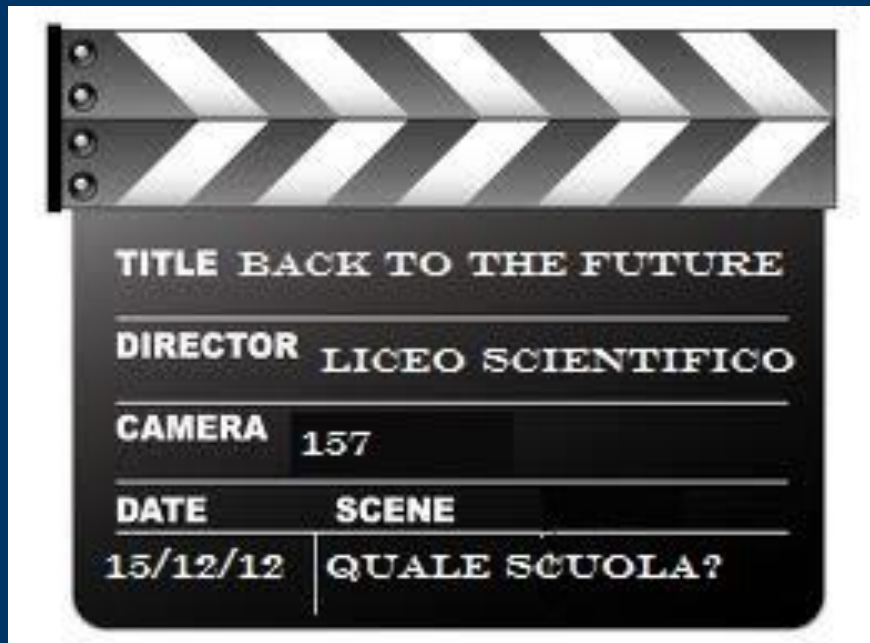 TITLE BACK TO THE FUTURE
DIRECTOR LICEO SCIENTIFICO
CAMERA 157
DATE SCENE
15/12/12 QUALE SCUOLA?